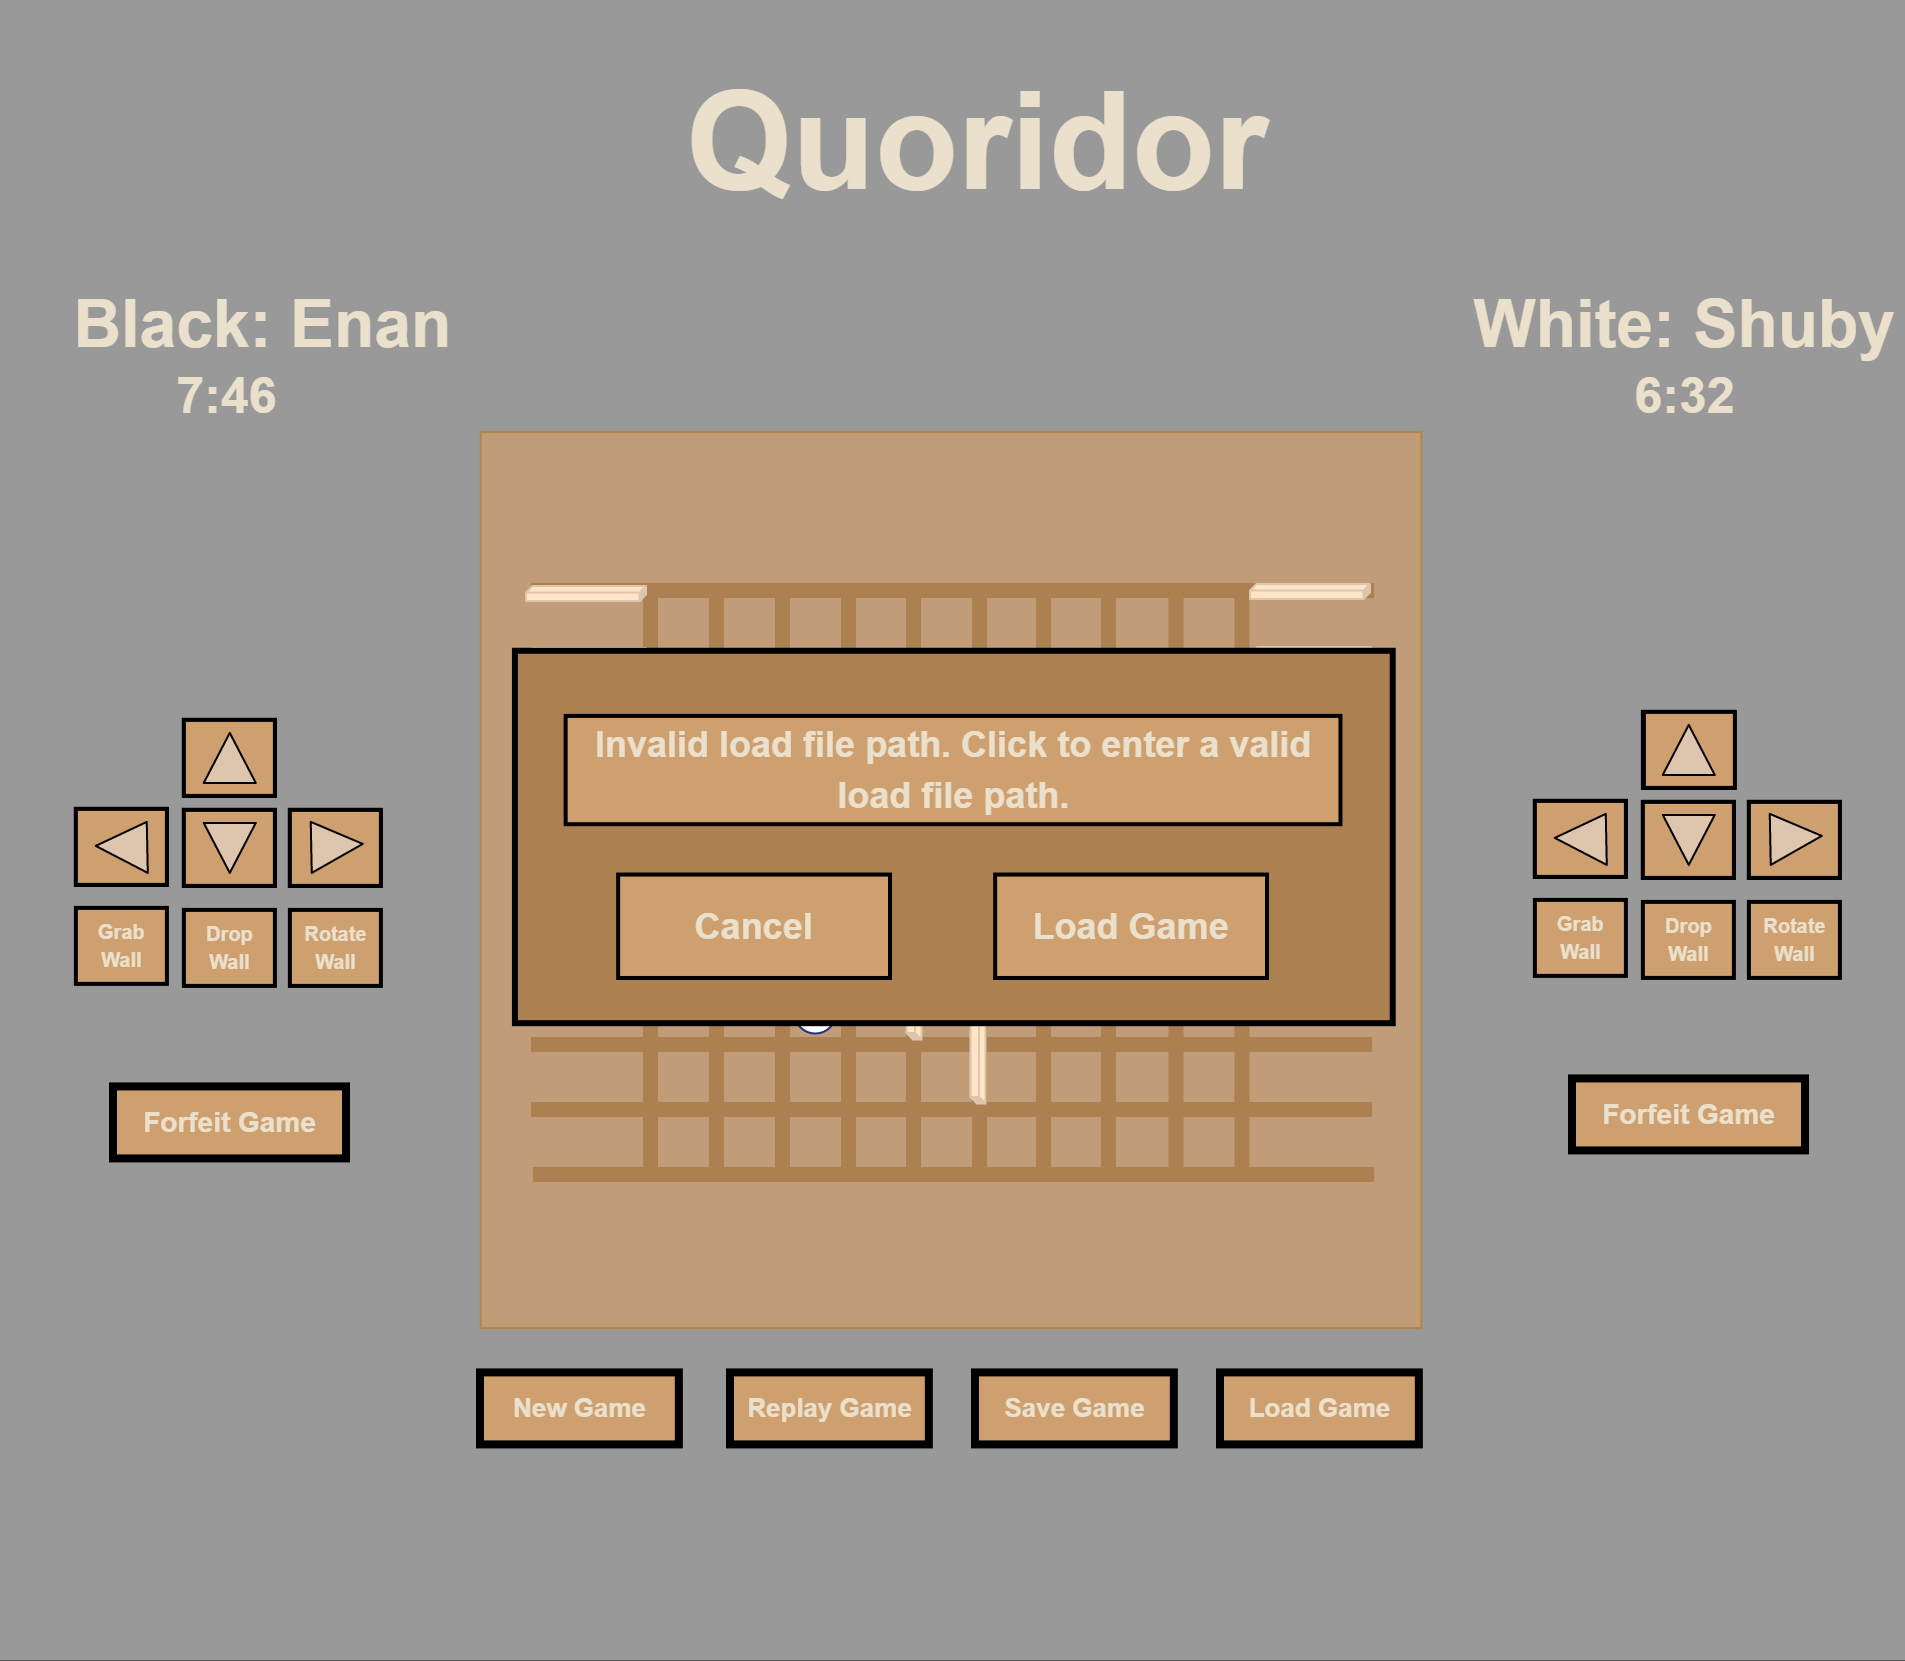 Quoridor
Black: Enan
7:46
White: Shuby
6:32
Invalid load file path. Click to enter a valid
load file path.
Cancel
Load Game
Grab
Wall
Drop
Wall
Rotate
Wall
Forfeit Game
Grab
Wall
Drop
Wall
Rotate
Wall
Forfeit Game
New Game
Replay Game
Save Game
Load Game